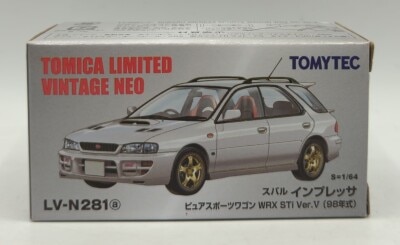 TOMICA LIMITED
VINTAGE NEO
TOMYTEC
S=1/64
スバル インプレッサ
LV-N281 a
ピュアスポーツワゴン WRX STi Ver.V (98年式)